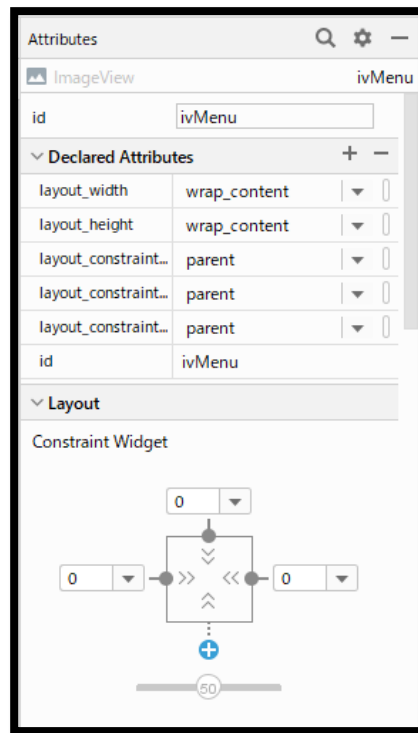 Attributes
ImageView ivMenu
id ivMenu
Declared Attributes
layout_width wrap_content
layout_height wrap_content
layout_constraint... parent
layout_constraint... parent
layout_constraint... parent
id ivMenu
Layout
Constraint Widget
0
0 0
50